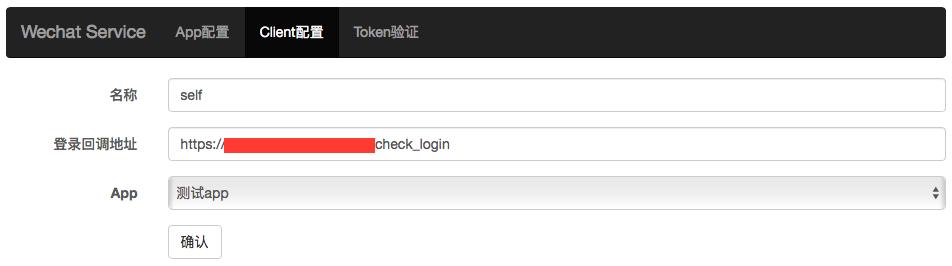 Wechat Service App配置 Client配置 Token验证
名称 self
登录回调地址 https:// check_login
App 测试app
确认